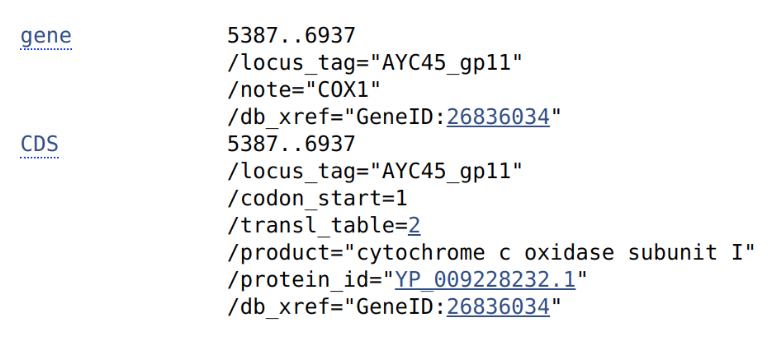 gene 5387..6937
/locus_tag="AYC45_gp11"
/note="COX1"
/db_xref="GeneID:26836034"
CDS 5387..6937
/locus_tag="AYC45_gp11"
/codon_start=1
/transl_table=2
/product="cytochrome c oxidase subunit I"
/protein_id="YP_009228232.1"
/db_xref="GeneID:26836034"